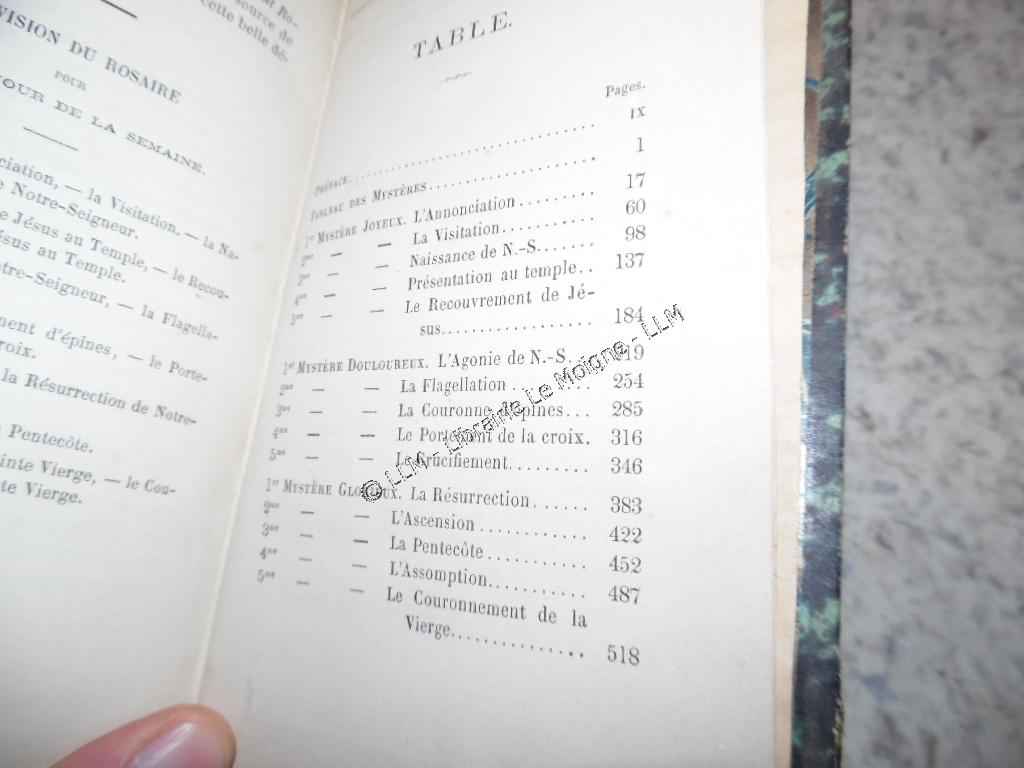 source de
cette belle dé-
VISION DU ROSAIRE
POUR
JOUR DE LA SEMAINE.
ciation, — la Visitation, — la Na-
Notre-Seigneur.
Jésus au Temple, — le Recou-
ésus au Temple.
otre-Seigneur, — la Flagella-
ment d'épines, — le Porte-
roix.
la Résurrection de Notre-
Pentecôte.
inte Vierge, — le Cou-
te Vierge.
TABLE.
Pages.
PRÉFACE. IX
TABLEAU DES MYSTÈRES 1
1er MYSTÈRE JOYEUX. L'Annonciation 17
2me — — La Visitation 60
3me — — Naissance de N.-S. 98
4me — — Présentation au temple 137
5me — — Le Recouvrement de Jé-
sus 184
1er MYSTÈRE DOULOUREUX. L'Agonie de N.-S. 19
2me — — La Flagellation 254
3me — — La Couronne d'épines 285
4me — — Le Portement de la croix. 316
5me — — Le Crucifiement 346
1er MYSTÈRE GLORIEUX. La Résurrection 383
2me — — L'Ascension 422
3me — — La Pentecôte 452
4me — — L'Assomption 487
5me — — Le Couronnement de la
Vierge 518
© LLM - Librairie Le Moigne - LLM